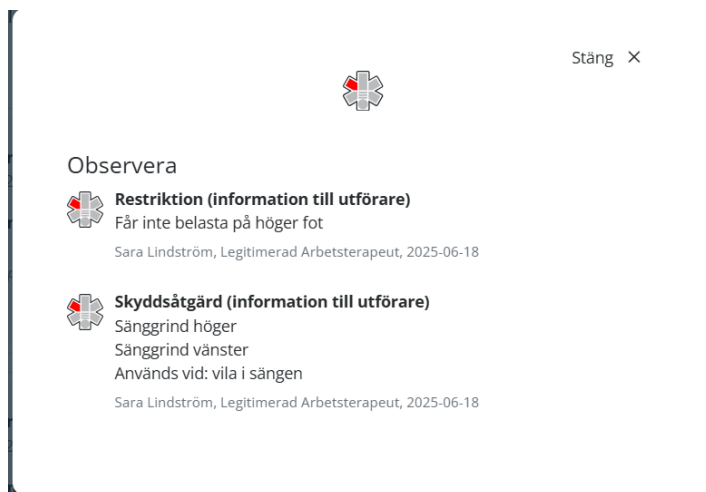 Stäng ×
Observera
Restriktion (information till utförare)
Får inte belasta på höger fot
Sara Lindström, Legitimerad Arbetsterapeut, 2025-06-18
Skyddsåtgärd (information till utförare)
Sänggrind höger
Sänggrind vänster
Används vid: vila i sängen
Sara Lindström, Legitimerad Arbetsterapeut, 2025-06-18